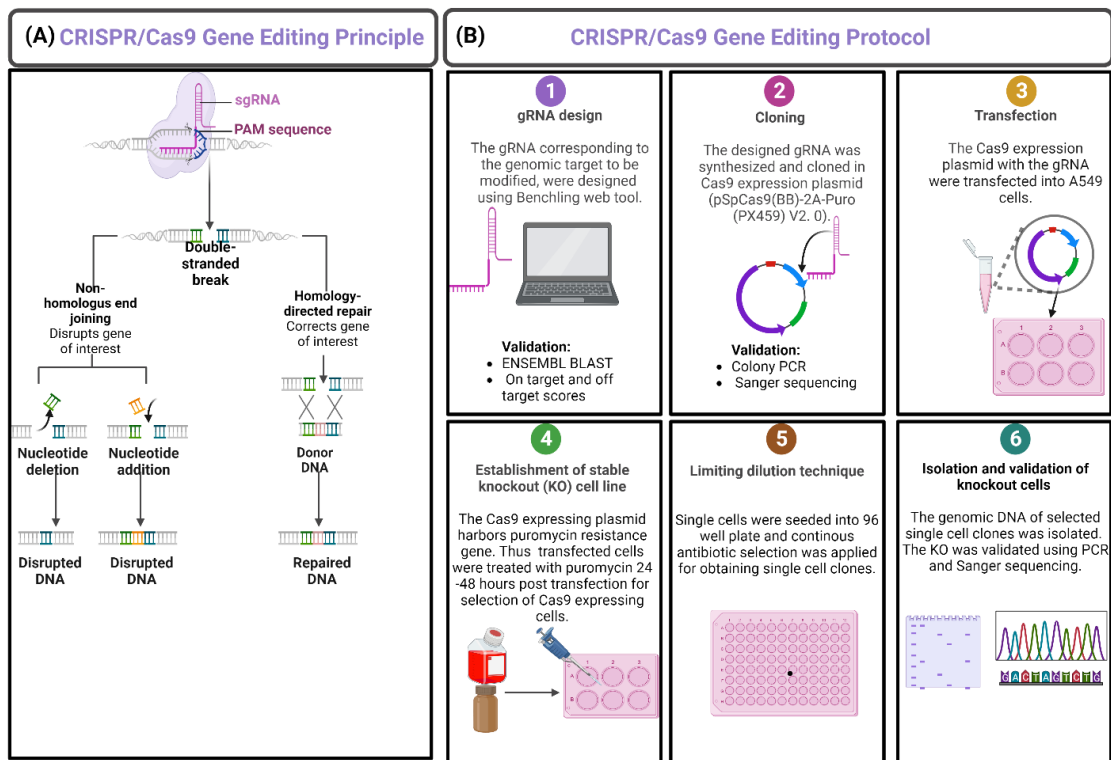 (A) CRISPR/Cas9 Gene Editing Principle
sgRNA
PAM sequence
Double-
stranded
break
Non-
homologus end
joining
Disrupts gene
of interest
Homology-
directed repair
Corrects gene
of interest
Nucleotide
deletion
Nucleotide
addition
Donor
DNA
Disrupted
DNA
Disrupted
DNA
Repaired
DNA
(B) CRISPR/Cas9 Gene Editing Protocol
1
gRNA design
The gRNA corresponding to
the genomic target to be
modified, were designed
using Benchling web tool.
Validation:
• ENSEMBL BLAST
• On target and off
target scores
2
Cloning
The designed gRNA was
synthesized and cloned in
Cas9 expression plasmid
(pSpCas9(BB)-2A-Puro
(PX459) V2. 0).
Validation:
• Colony PCR
• Sanger sequencing
3
Transfection
The Cas9 expression
plasmid with the gRNA
were transfected into A549
cells.
1 2 3
A
B
4
Establishment of stable
knockout (KO) cell line
The Cas9 expressing plasmid
harbors puromycin resistance
gene. Thus transfected cells
were treated with puromycin 24
-48 hours post transfection for
selection of Cas9 expressing
cells.
1 2 3
A
B
5
Limiting dilution technique
Single cells were seeded into 96
well plate and continous
antibiotic selection was applied
for obtaining single cell clones.
6
Isolation and validation of
knockout cells
The genomic DNA of selected
single cell clones was isolated.
The KO was validated using PCR
and Sanger sequencing.
GACTAGTCTG